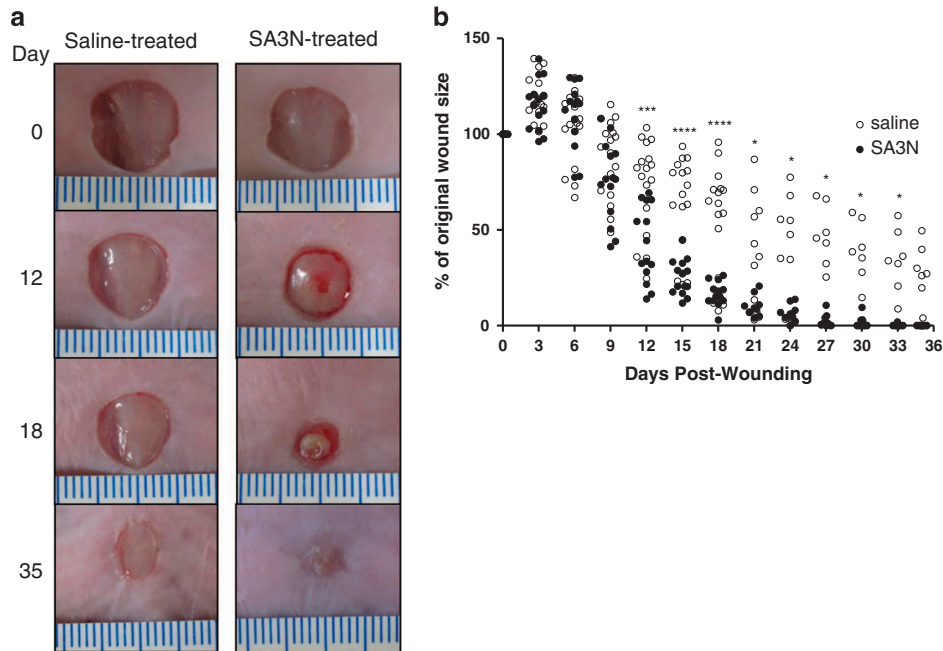 a
Saline-treated SA3N-treated
Day
0
12
18
35
b
% of original wound size
150
100
50
0
*** **** **** * * * * *
saline
SA3N
0 3 6 9 12 15 18 21 24 27 30 33 36
Days Post-Wounding